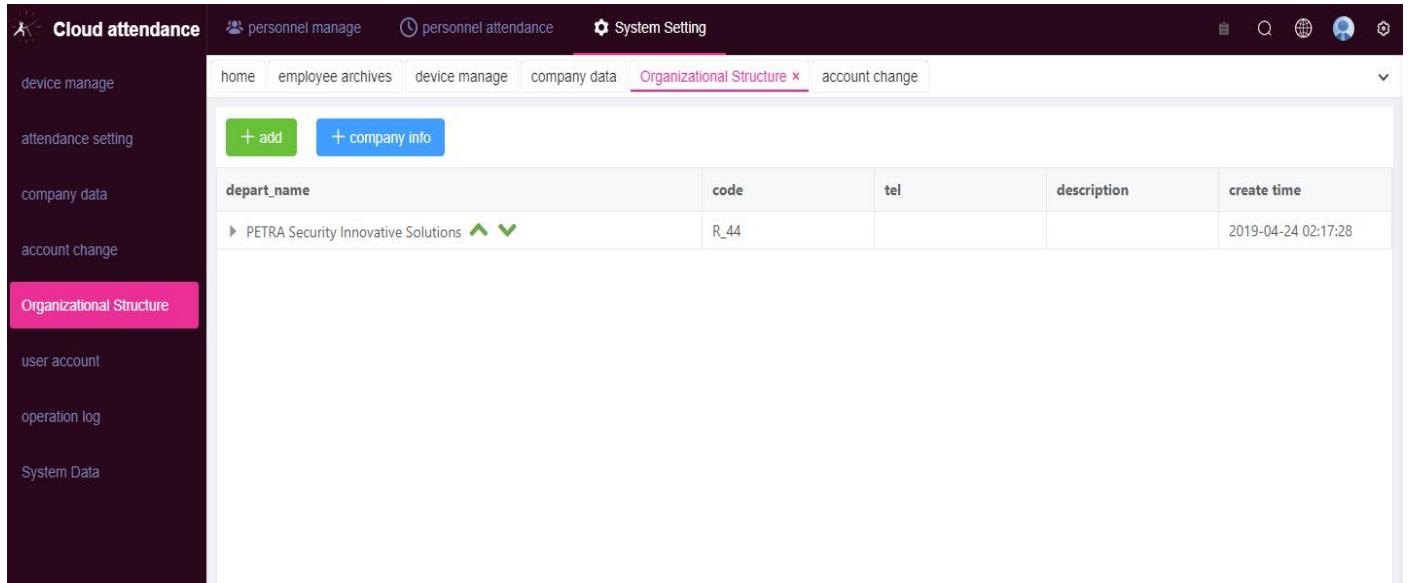 Cloud attendance personnel manage personnel attendance System Setting
home employee archives device manage company data Organizational Structure × account change
device manage
attendance setting
company data
account change
Organizational Structure
user account
operation log
System Data
+ add + company info
depart_name code tel description create time
PETRA Security Innovative Solutions R_44 2019-04-24 02:17:28